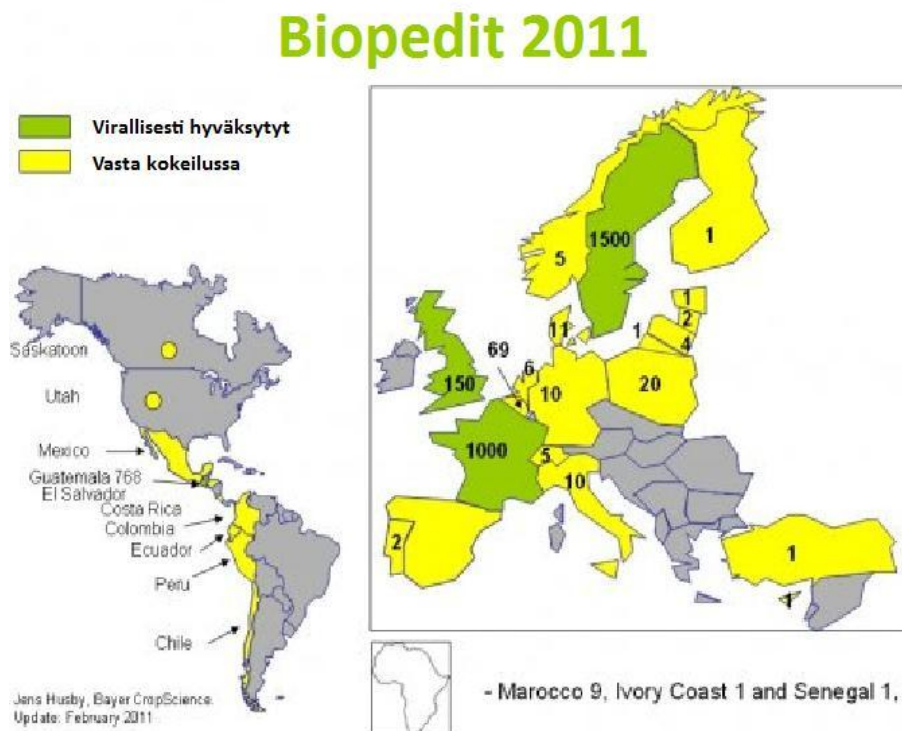 Biopedit 2011
Virallisesti hyväksytyt
Vasta kokeilussa
Saskatoon
Utah
Mexico
Guatemala 768
El Salvador
Costa Rica
Colombia
Ecuador
Peru
Chile
1500
5
1
1
2
1
4
11
69
6
150
10
20
1000
5
10
2
1
1
Jens Husby, Bayer CropScience.
Update: February 2011
- Marocco 9, Ivory Coast 1 and Senegal 1,